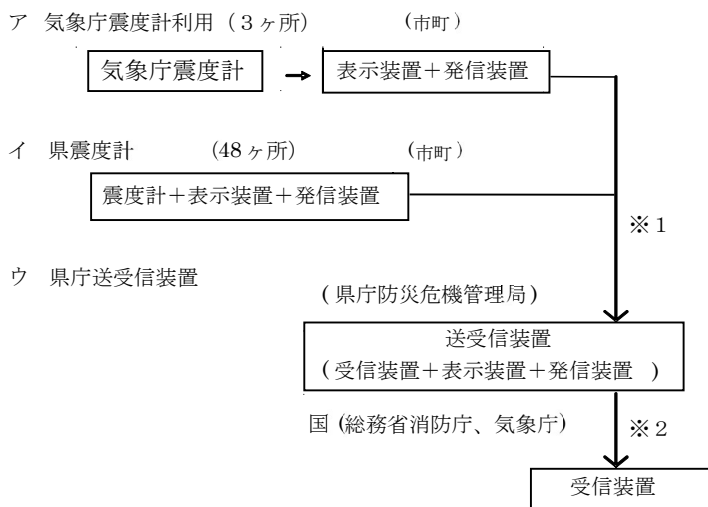 ア 気象庁震度計利用（3ヶ所） (市町)
気象庁震度計 → 表示装置＋発信装置
イ 県震度計 (48ヶ所) (市町)
震度計＋表示装置＋発信装置
※1
ウ 県庁送受信装置
(県庁防災危機管理局)
送受信装置
(受信装置＋表示装置＋発信装置 )
国 (総務省消防庁、気象庁)
※2
受信装置